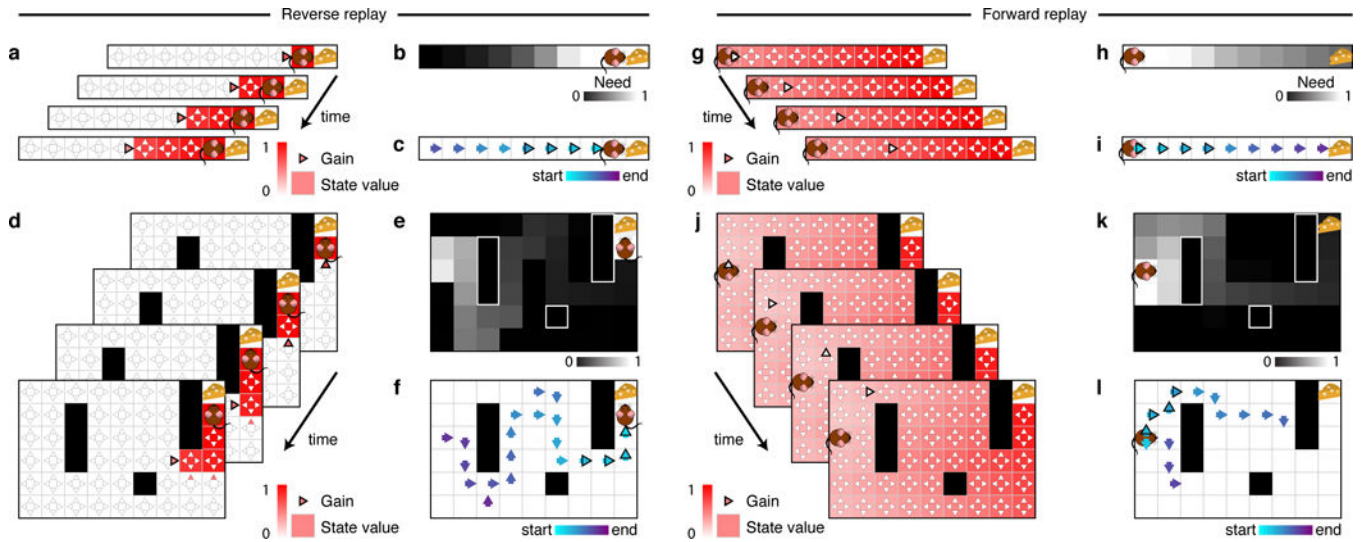 Reverse replay
Forward replay
a
time
1
0
Gain
State value
b
Need
0 1
c
start end
d
time
1
0
Gain
State value
e
0 1
f
start end
g
time
1
0
Gain
State value
h
Need
0 1
i
start end
j
time
1
0
Gain
State value
k
0 1
l
start end